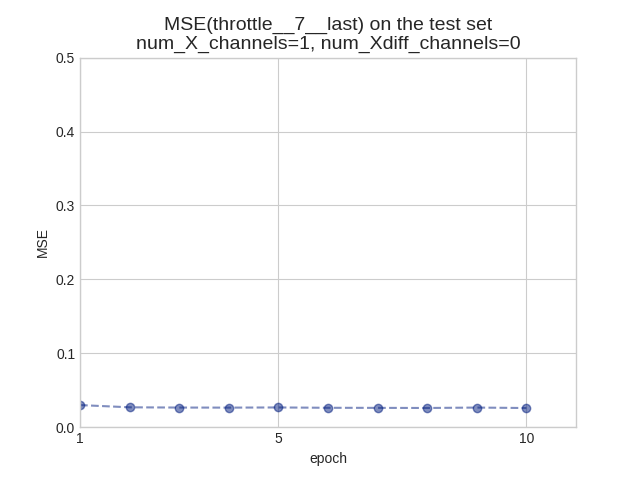 MSE(throttle__7__last) on the test set
num_X_channels=1, num_Xdiff_channels=0
0.5
0.4
0.3
0.2
0.1
0.0
MSE
1
5
10
epoch